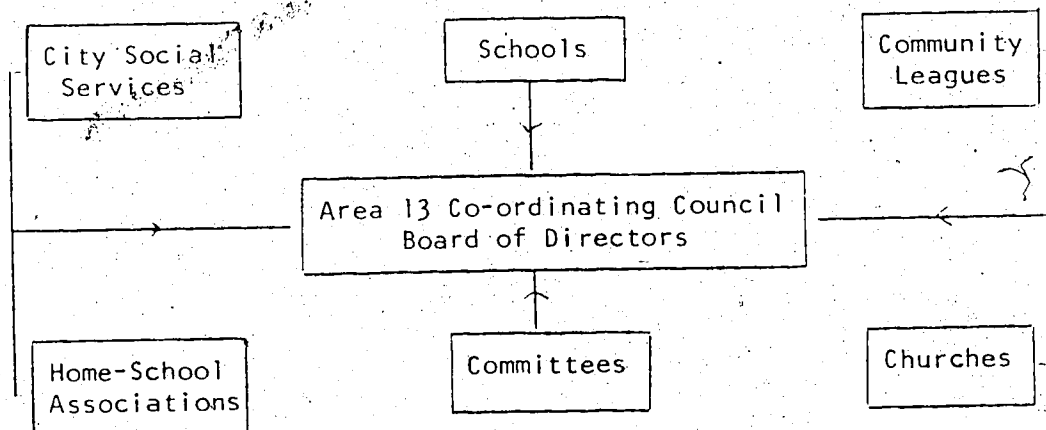 City Social
Services
Schools
Community
Leagues
Area 13 Co-ordinating Council
Board of Directors
Home-School
Associations
Committees
Churches